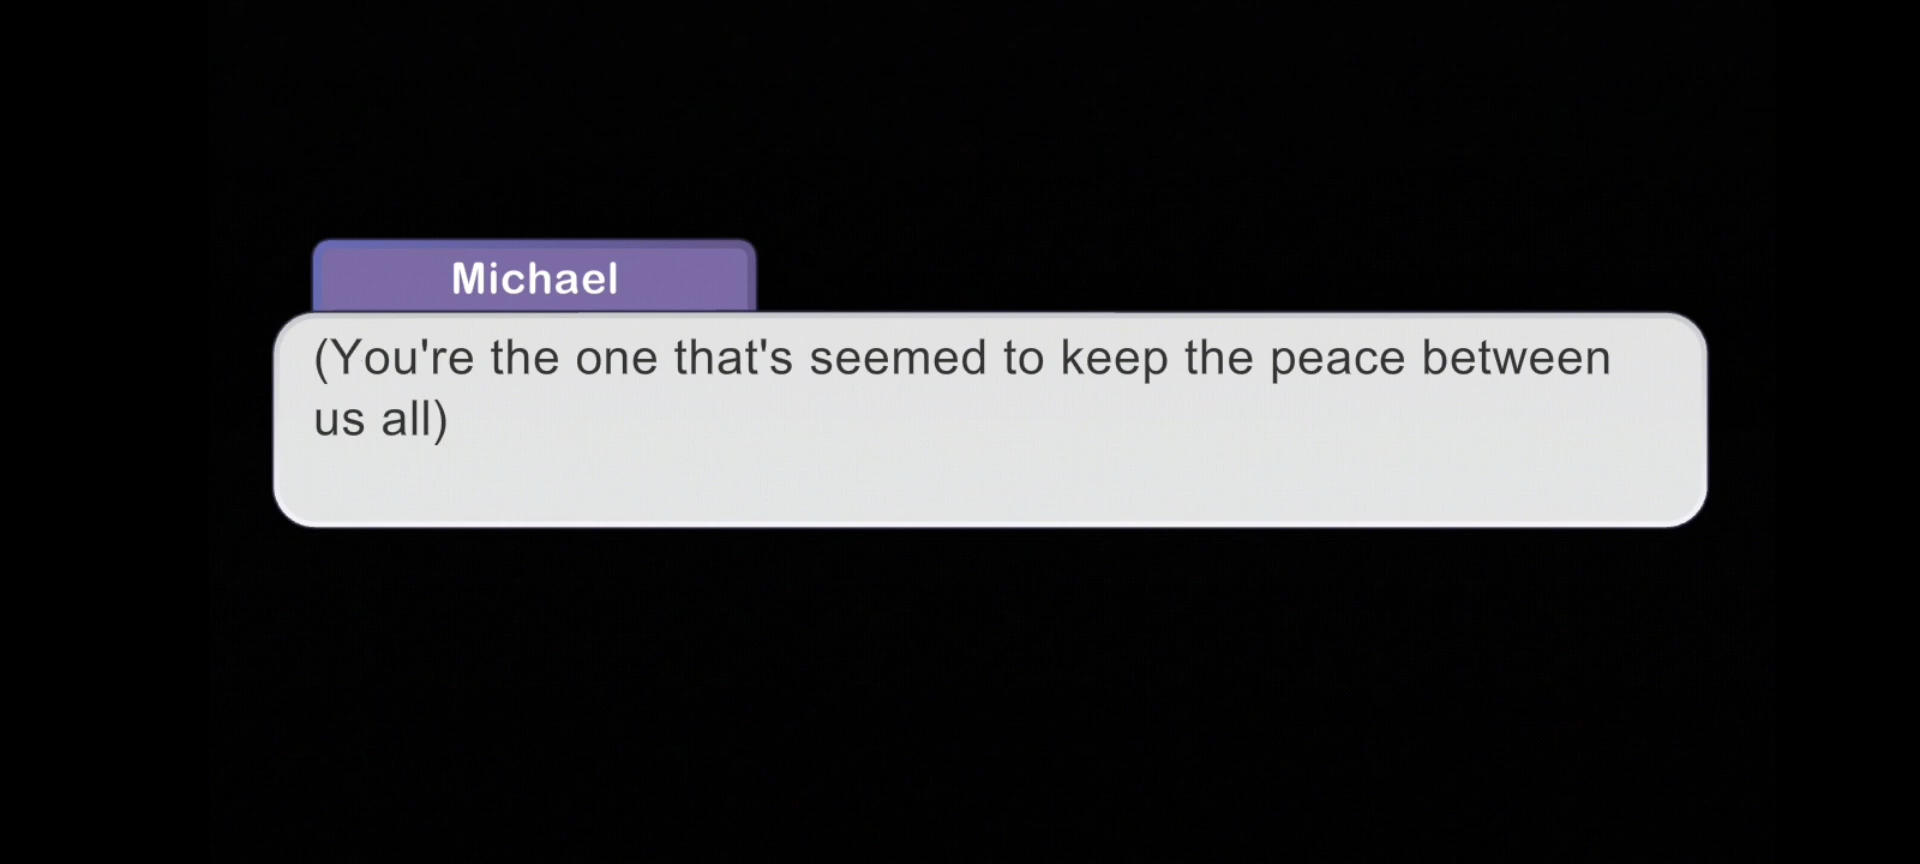 Michael
(You're the one that's seemed to keep the peace between
us all)